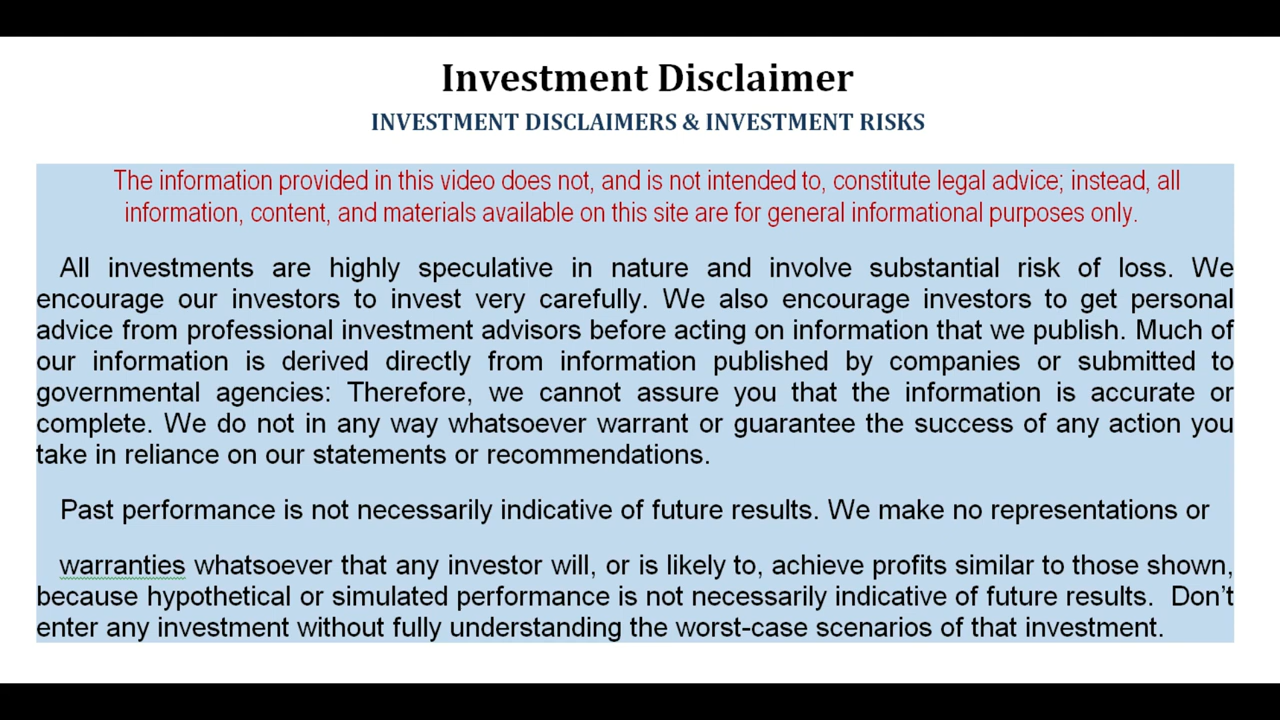 Investment Disclaimer
INVESTMENT DISCLAIMERS & INVESTMENT RISKS
The information provided in this video does not, and is not intended to, constitute legal advice; instead, all
information, content, and materials available on this site are for general informational purposes only.
All investments are highly speculative in nature and involve substantial risk of loss. We
encourage our investors to invest very carefully. We also encourage investors to get personal
advice from professional investment advisors before acting on information that we publish. Much of
our information is derived directly from information published by companies or submitted to
governmental agencies: Therefore, we cannot assure you that the information is accurate or
complete. We do not in any way whatsoever warrant or guarantee the success of any action you
take in reliance on our statements or recommendations.
Past performance is not necessarily indicative of future results. We make no representations or
warranties whatsoever that any investor will, or is likely to, achieve profits similar to those shown,
because hypothetical or simulated performance is not necessarily indicative of future results.  Don’t
enter any investment without fully understanding the worst-case scenarios of that investment.